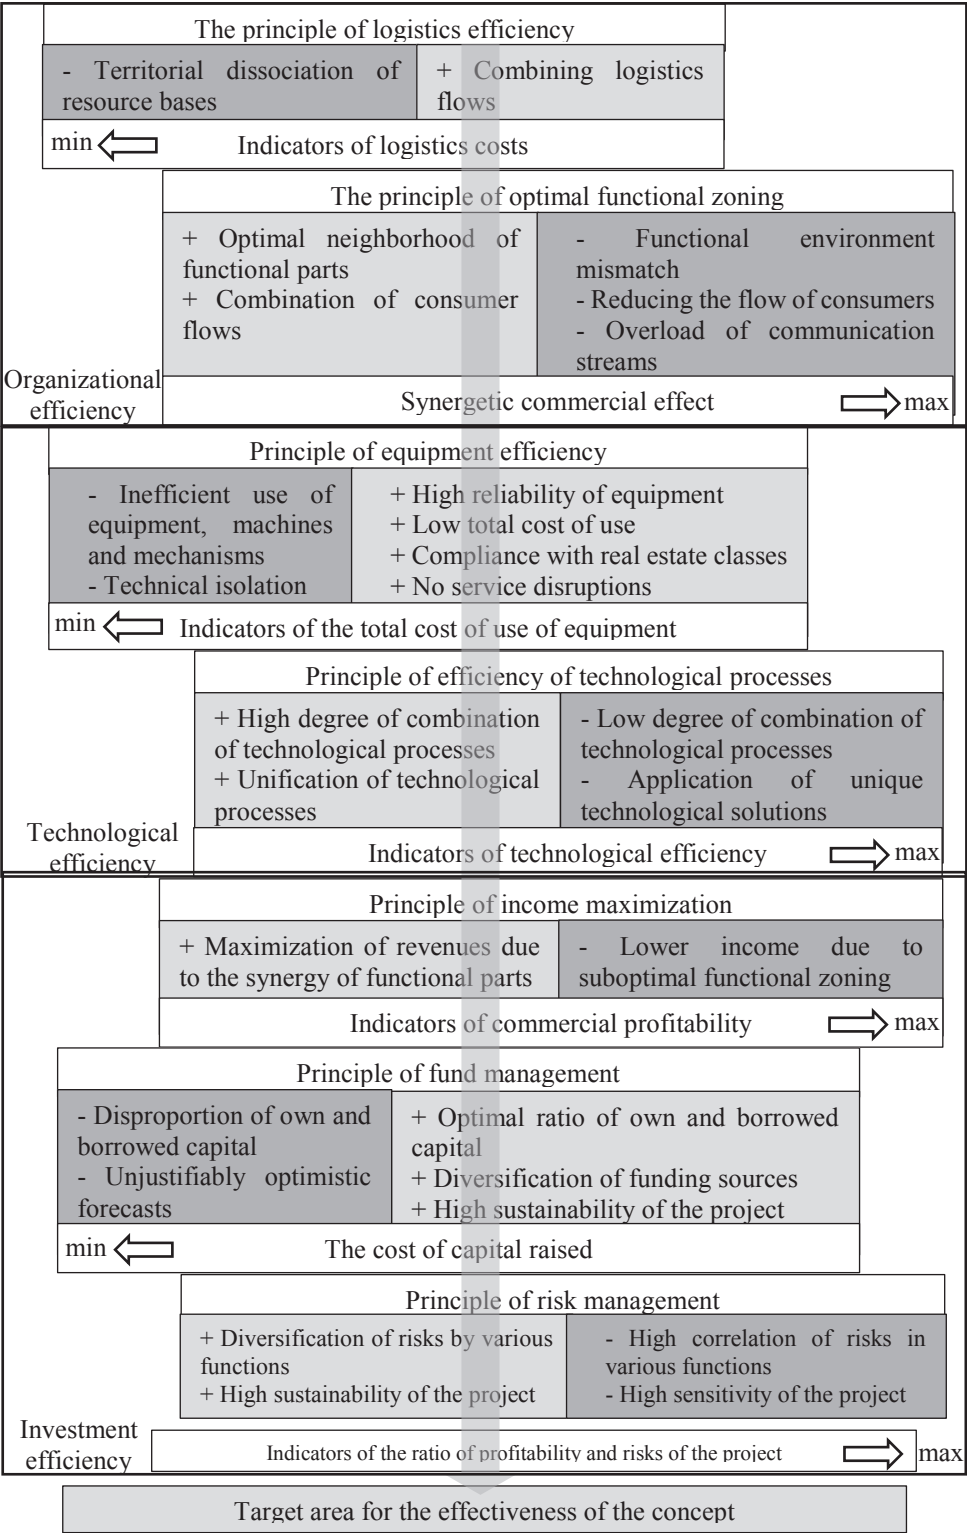 The principle of logistics efficiency
- Territorial dissociation of
resource bases
+ Combining logistics
flows
min
Indicators of logistics costs
The principle of optimal functional zoning
+ Optimal neighborhood of
functional parts
+ Combination of consumer
flows
- Functional environment
mismatch
- Reducing the flow of consumers
- Overload of communication
streams
Organizational
efficiency
Synergetic commercial effect
max
Principle of equipment efficiency
- Inefficient use of
equipment, machines
and mechanisms
- Technical isolation
+ High reliability of equipment
+ Low total cost of use
+ Compliance with real estate classes
+ No service disruptions
min
Indicators of the total cost of use of equipment
Principle of efficiency of technological processes
+ High degree of combination
of technological processes
+ Unification of technological
processes
- Low degree of combination of
technological processes
- Application of unique
technological solutions
Technological
efficiency
Indicators of technological efficiency
max
Principle of income maximization
+ Maximization of revenues due
to the synergy of functional parts
- Lower income due to
suboptimal functional zoning
Indicators of commercial profitability
max
Principle of fund management
- Disproportion of own and
borrowed capital
- Unjustifiably optimistic
forecasts
+ Optimal ratio of own and borrowed
capital
+ Diversification of funding sources
+ High sustainability of the project
min
The cost of capital raised
Principle of risk management
+ Diversification of risks by various
functions
+ High sustainability of the project
- High correlation of risks in
various functions
- High sensitivity of the project
Investment
efficiency
Indicators of the ratio of profitability and risks of the project
max
Target area for the effectiveness of the concept